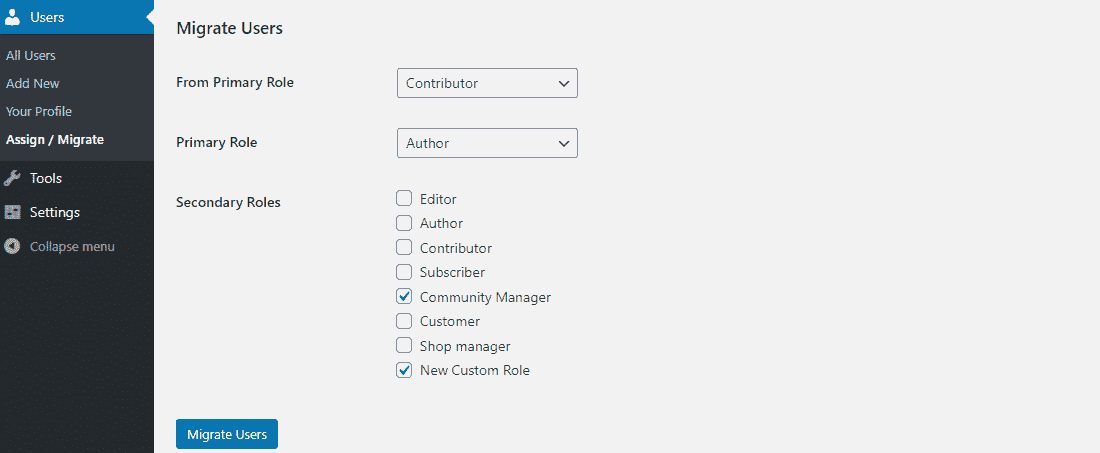 Users
All Users
Add New
Your Profile
Assign / Migrate
Tools
Settings
Collapse menu
Migrate Users
From Primary Role
Contributor
Primary Role
Author
Secondary Roles
Editor
Author
Contributor
Subscriber
Community Manager
Customer
Shop manager
New Custom Role
Migrate Users